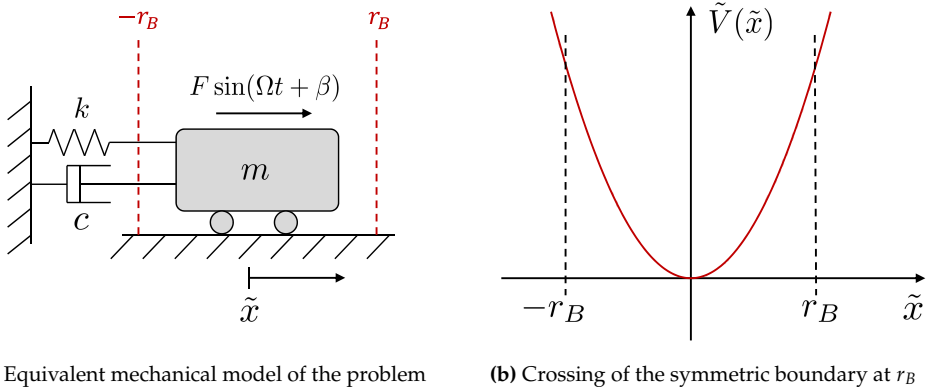 −r_B
r_B
F sin(Ωt + β)
k
m
c
x̃
Equivalent mechanical model of the problem
Ṽ(x̃)
−r_B
r_B
x̃
(b) Crossing of the symmetric boundary at r_B